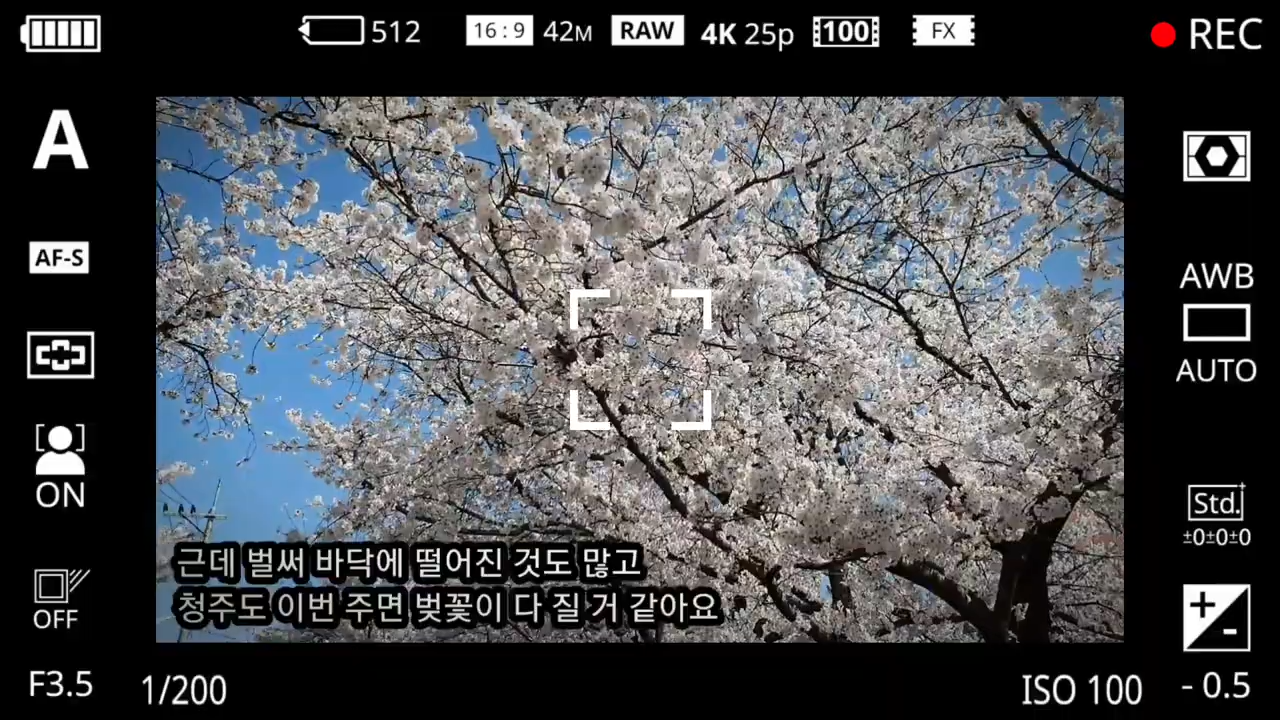 512 16:9 42M RAW 4K 25p 100 FX REC
A
AF-S
AWB
AUTO
ON
Std.
±0±0±0
OFF
F3.5 1/200 ISO 100 - 0.5
근데 벌써 바닥에 떨어진 것도 많고
청주도 이번 주면 벚꽃이 다 질 거 같아요